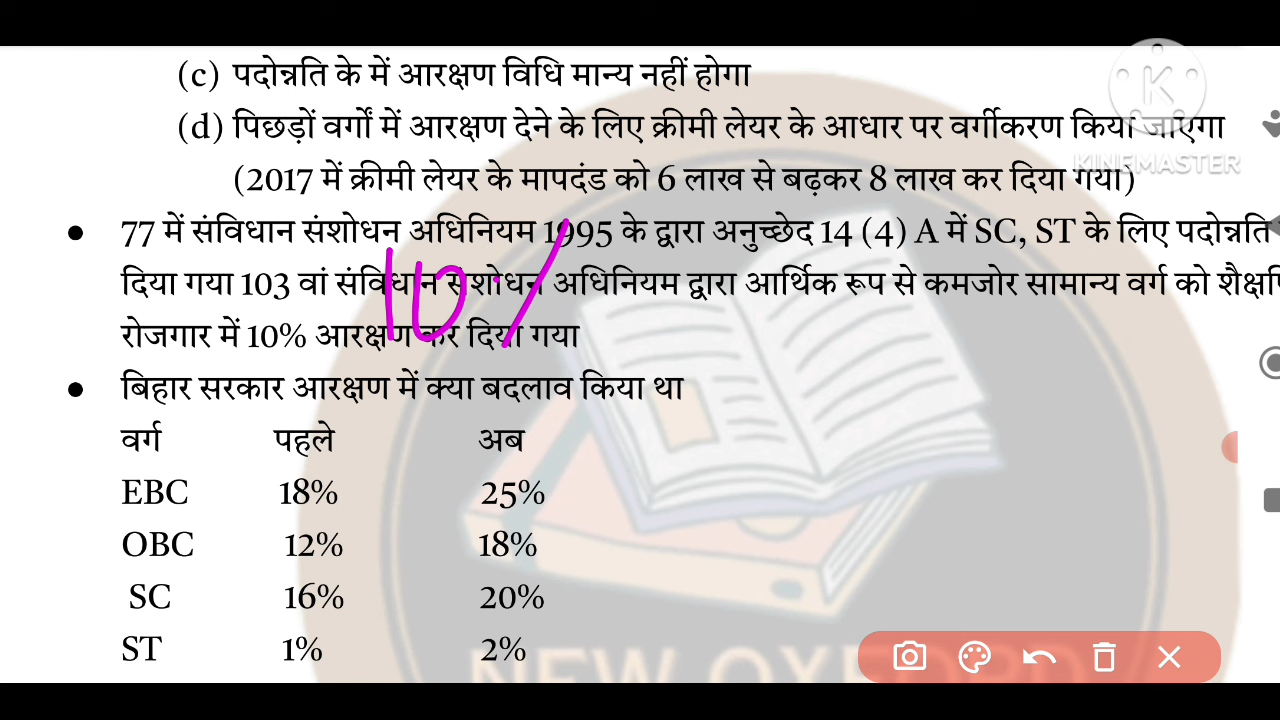 (c) पदोन्नति के में आरक्षण विधि मान्य नहीं होगा
(d) पिछड़ों वर्गों में आरक्षण देने के लिए क्रीमी लेयर के आधार पर वर्गीकरण किया जाएगा
(2017 में क्रीमी लेयर के मापदंड को 6 लाख से बढ़कर 8 लाख कर दिया गया)
K
KINEMASTER
● 77 में संविधान संशोधन अधिनियम 1995 के द्वारा अनुच्छेद 14 (4) A में SC, ST के लिए पदोन्नति
दिया गया 103 वां संविधान संशोधन अधिनियम द्वारा आर्थिक रूप से कमजोर सामान्य वर्ग को
10%
रोजगार में 10% आरक्षण कर दिया गया
● बिहार सरकार आरक्षण में क्या बदलाव किया था
वर्ग पहले अब
EBC 18% 25%
OBC 12% 18%
SC 16% 20%
ST 1% 2%
NEW OXFORD